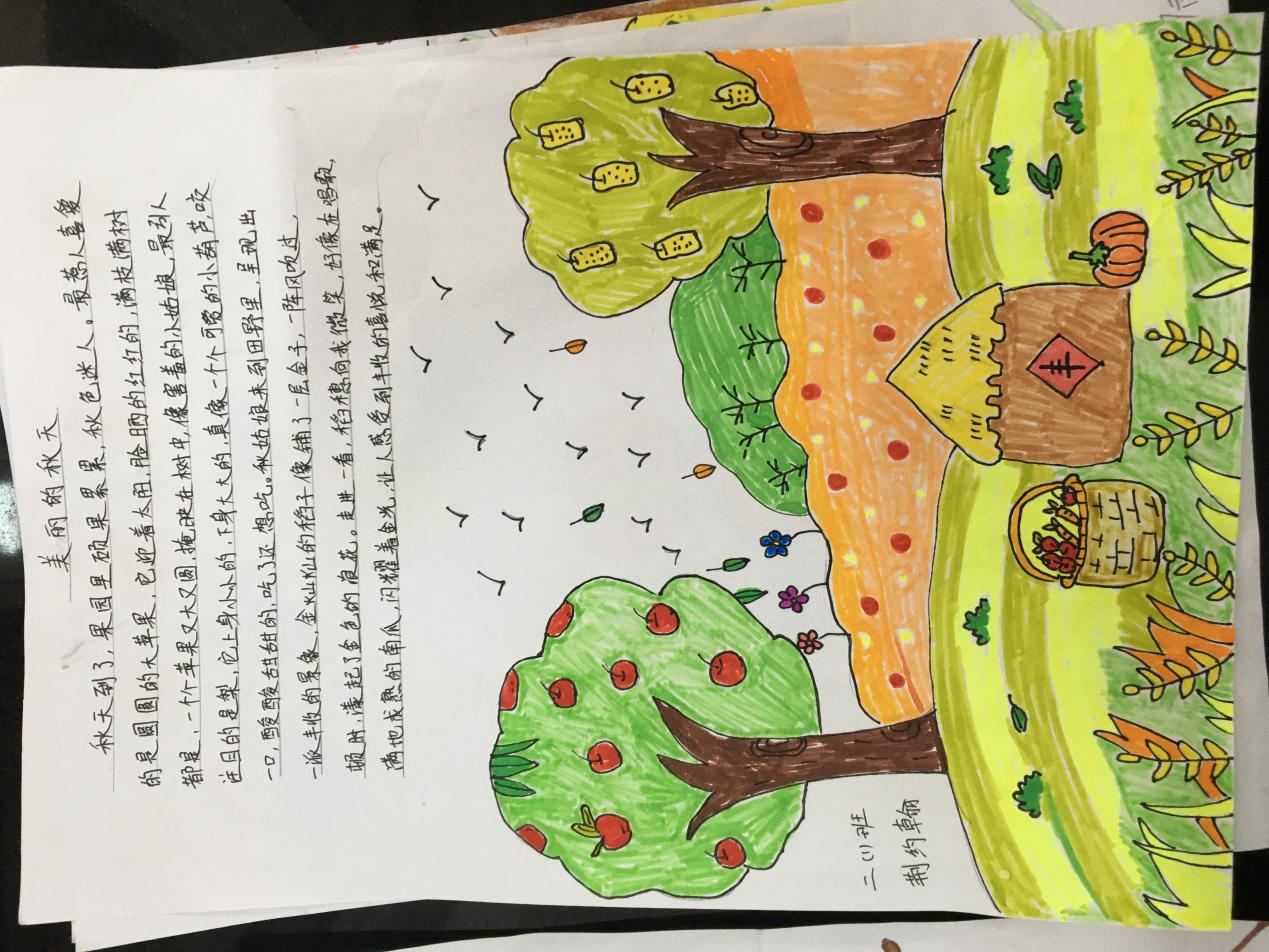 美丽的秋天
秋天到了，果园里硕果累累，秋色迷人。最惹人喜爱
的是圆圆的大苹果，它迎着太阳，脸晒的红红的，满枝满树
都是，一个个苹果又大又圆，掩映在树中，像害羞的小姑娘，最引人
注目的是梨，它上身小小的，下身大大的，真像一个可爱的小葫芦，咬
一口，酸酸甜甜的，吃了还想吃。秋姑娘来到田野里，呈现出
一派丰收的景象，金灿灿的稻子像铺了一层金子，一阵风吹过，
顿时，漾起了金色的浪花。走进一看，稻穗向我微笑，好像在唱歌，
满地成熟的南瓜，闪耀着金光，让人感受到丰收的喜悦和满足。
丰
二（1）班
荆约翰